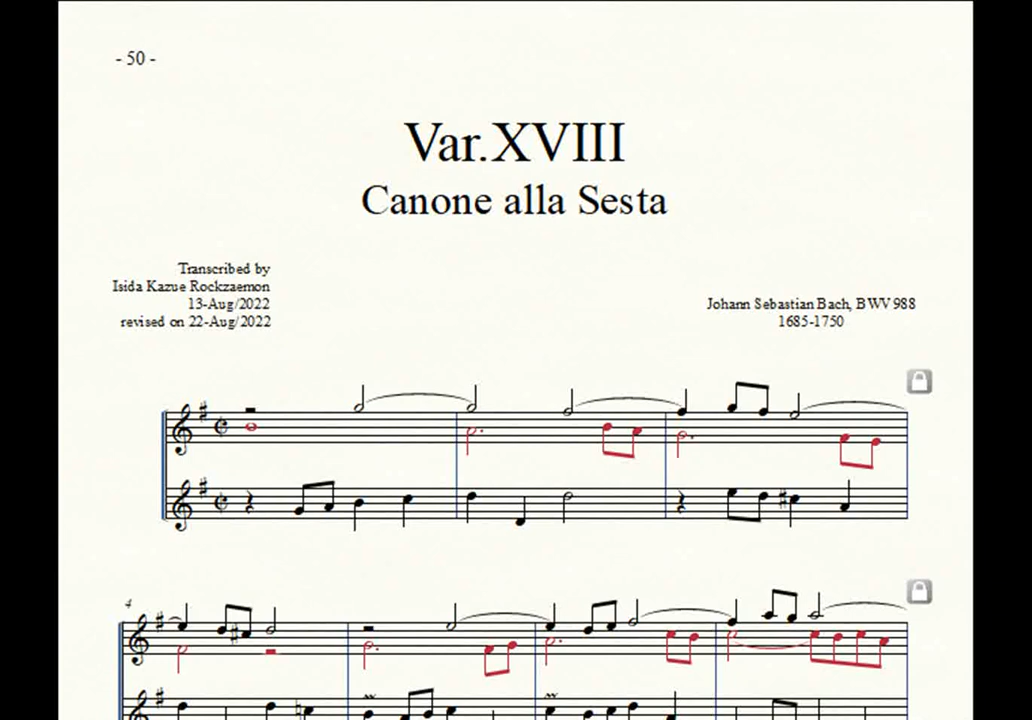 - 50 -
Var.XVIII
Canone alla Sesta
Transcribed by
Isida Kazue Rockzaemon
13-Aug/2022
revised on 22-Aug/2022
Johann Sebastian Bach, BWV 988
1685-1750
4